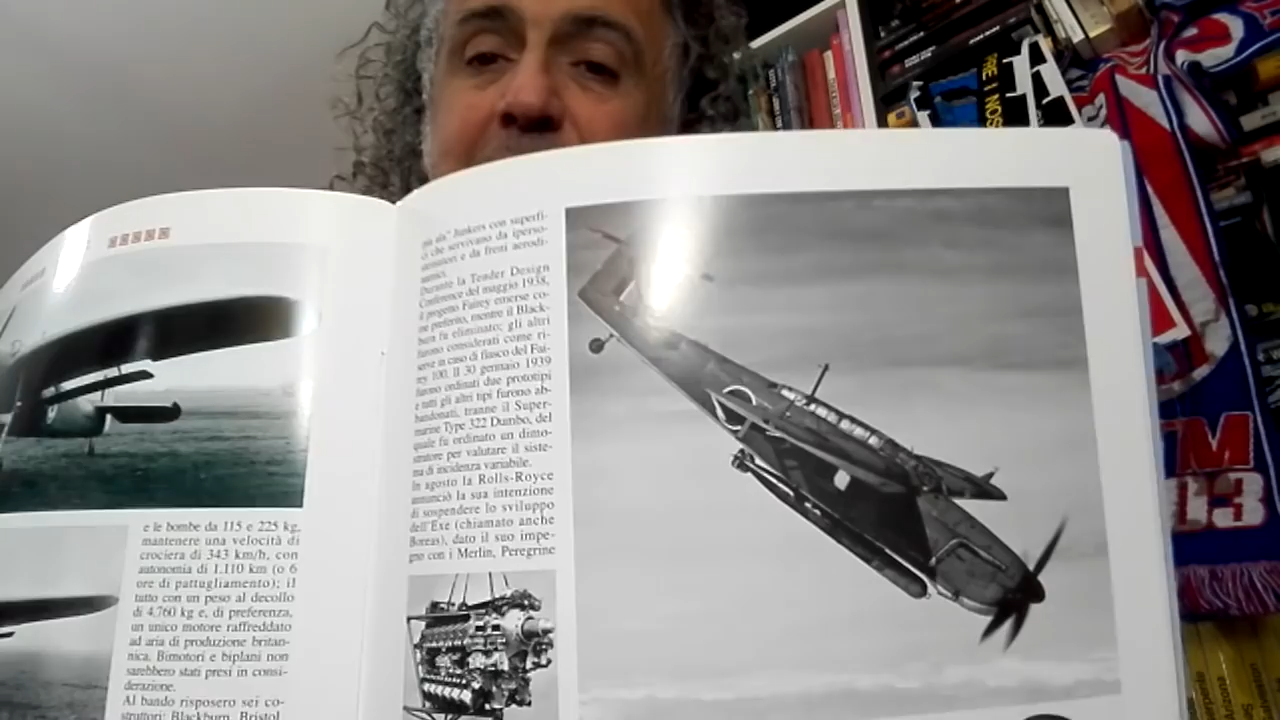 e le bombe da 115 e 225 kg,
mantenere una velocità di
crociera di 343 km/h, con
autonomia di 1.110 km (o 6
ore di pattugliamento); il
tutto con un peso al decollo
di 4.760 kg e, di preferenza,
un unico motore raffreddato
ad aria di produzione britan-
nica. Bimotori e biplani non
sarebbero stati presi in consi-
derazione.
Al bando risposero sei co-
struttori: Blackburn, Bristol,
ali" Junkers con superfi-
ci che servivano da iperso-
stentatori e da freni aerodi-
namici.
Durante la Tender Design
Conference del maggio 1938,
il progetto Fairey emerse co-
me preferito, mentre il Black-
burn fu eliminato; gli altri
furono considerati come ri-
serve in caso di fiasco del Fai-
rey 100. Il 30 gennaio 1939
furono ordinati due prototipi
e tutti gli altri tipi furono ab-
bandonati, tranne il Super-
marine Type 322 Dumbo, del
quale fu ordinato un dimo-
stratore per valutare il siste-
ma di incidenza variabile.
In agosto la Rolls-Royce
annunciò la sua intenzione
di sospendere lo sviluppo
dell'Exe (chiamato anche
Boreas), dato il suo impe-
gno con i Merlin, Peregrine
RE I NOS
M
03